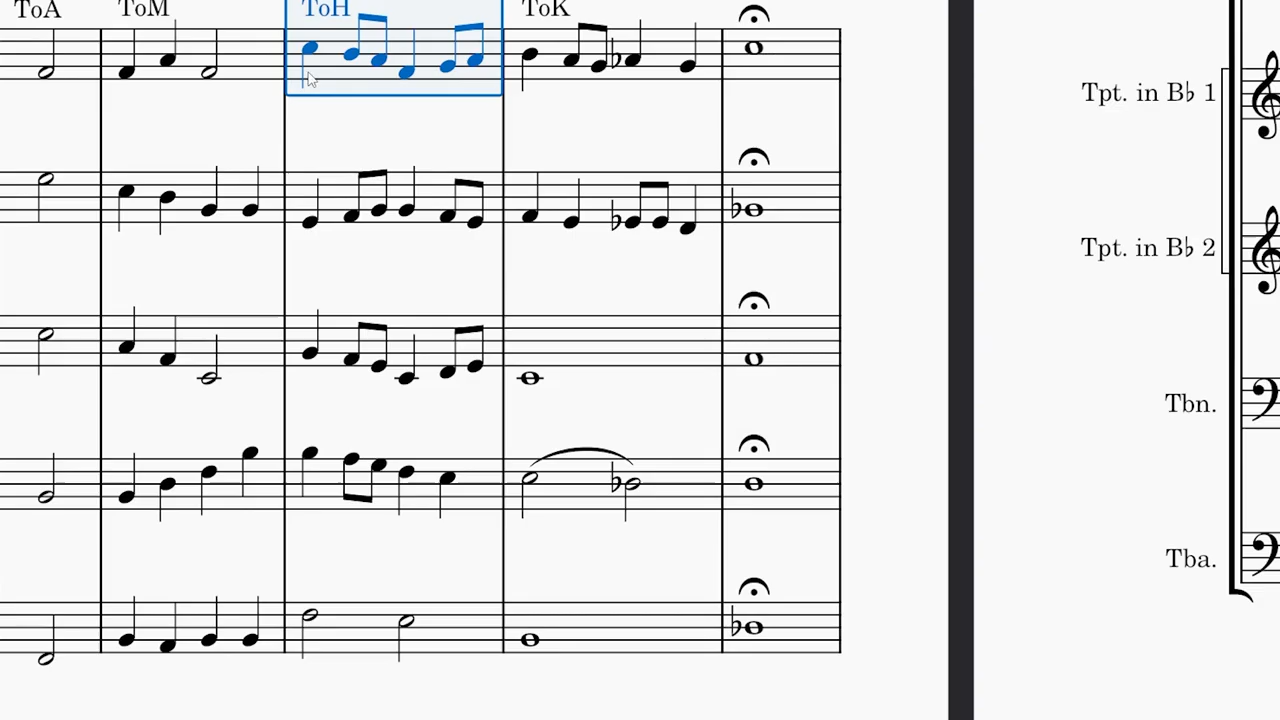 ToA ToM ToH ToK
Tpt. in B♭ 1
Tpt. in B♭ 2
Tbn.
Tba.